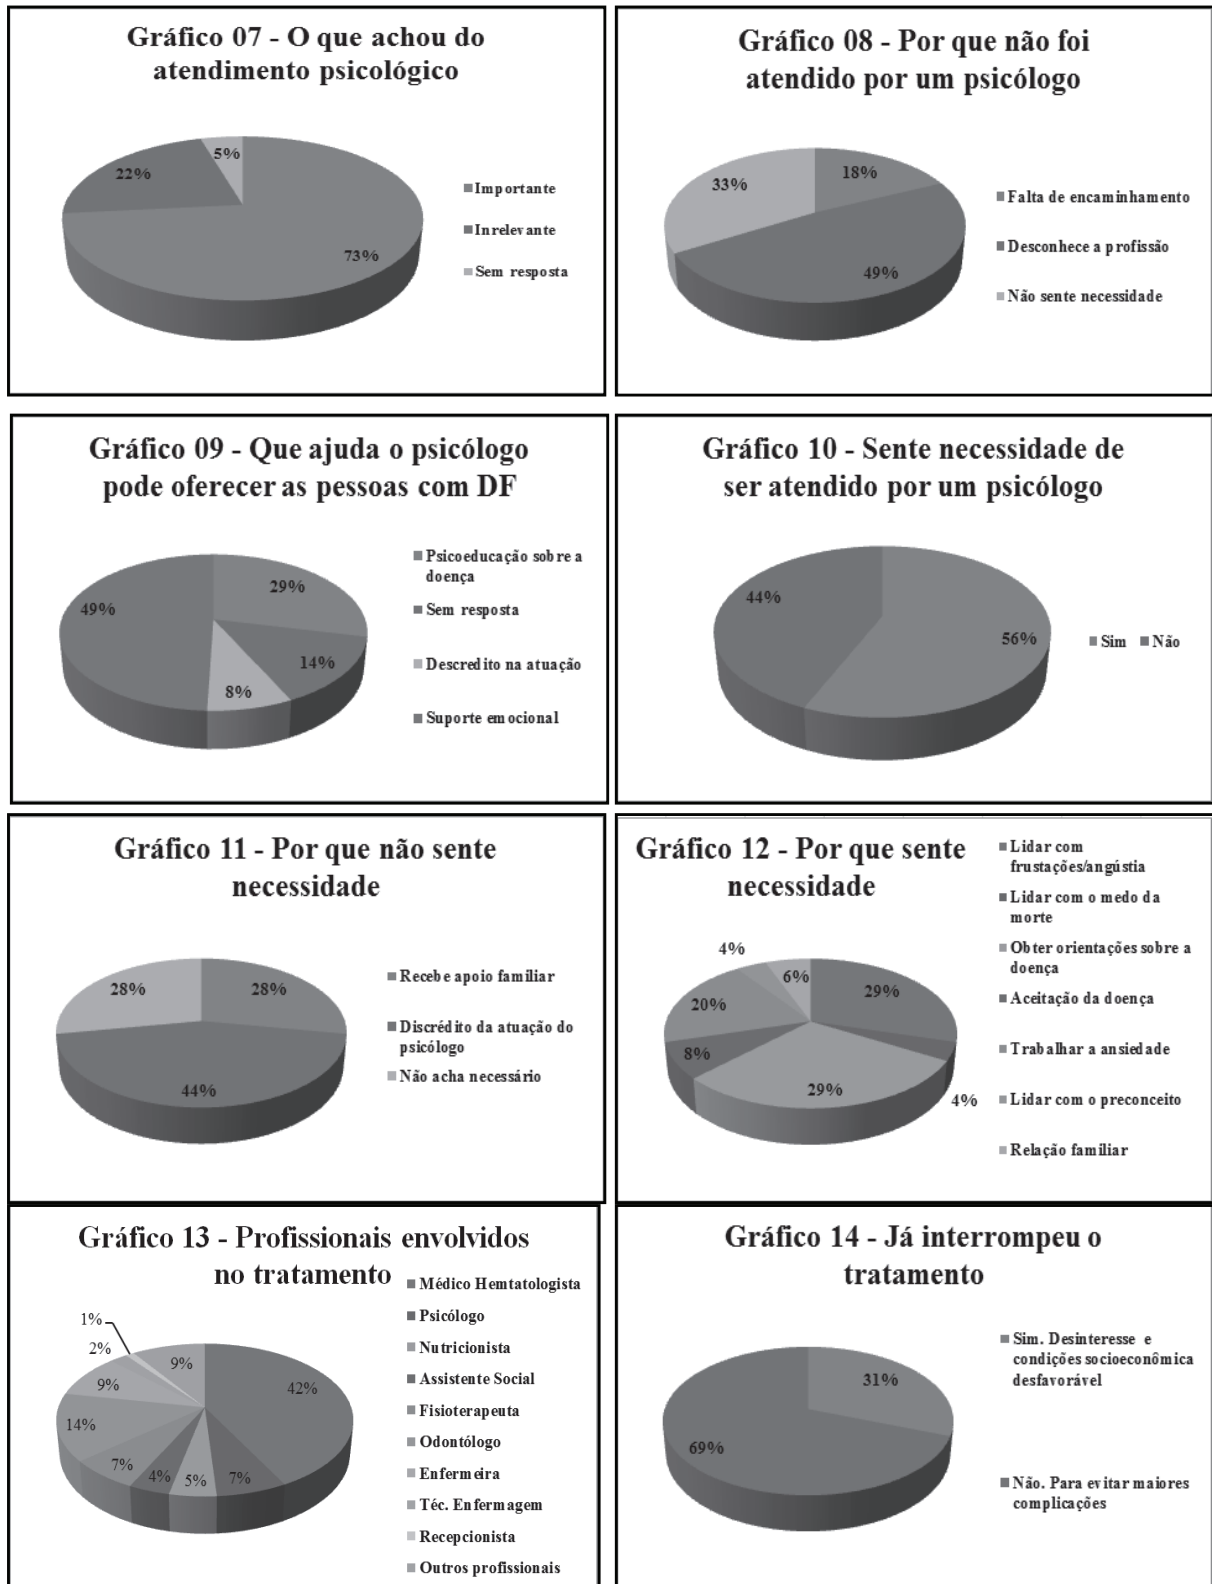 Gráfico 07 - O que achou do
atendimento psicológico
5%
22%
73%
Importante
Inrelevante
Sem resposta
Gráfico 08 - Por que não foi
atendido por um psicólogo
18%
33%
49%
Falta de encaminhamento
Desconhece a profissão
Não sente necessidade
Gráfico 09 - Que ajuda o psicólogo
pode oferecer as pessoas com DF
29%
49%
14%
8%
Psicoeducação sobre a
doença
Sem resposta
Descredito na atuação
Suporte emocional
Gráfico 10 - Sente necessidade de
ser atendido por um psicólogo
44%
56%
Sim
Não
Gráfico 11 - Por que não sente
necessidade
28%
28%
44%
Recebe apoio familiar
Discrédito da atuação do
psicólogo
Não acha necessário
Gráfico 12 - Por que sente
necessidade
4%
6%
29%
20%
8%
29%
4%
Lidar com
frustações/angústia
Lidar com o medo da
morte
Obter orientações sobre a
doença
Aceitação da doença
Trabalhar a ansiedade
Lidar com o preconceito
Relação familiar
Gráfico 13 - Profissionais envolvidos
no tratamento
1%
2%
9%
9%
42%
14%
7%
4%
5%
7%
Médico Hemtatologista
Psicólogo
Nutricionista
Assistente Social
Fisioterapeuta
Odontólogo
Enfermeira
Téc. Enfermagem
Recepcionista
Outros profissionais
Gráfico 14 - Já interrompeu o
tratamento
31%
69%
Sim. Desinteresse e
condições socioeconômica
desfavorável
Não. Para evitar maiores
complicações